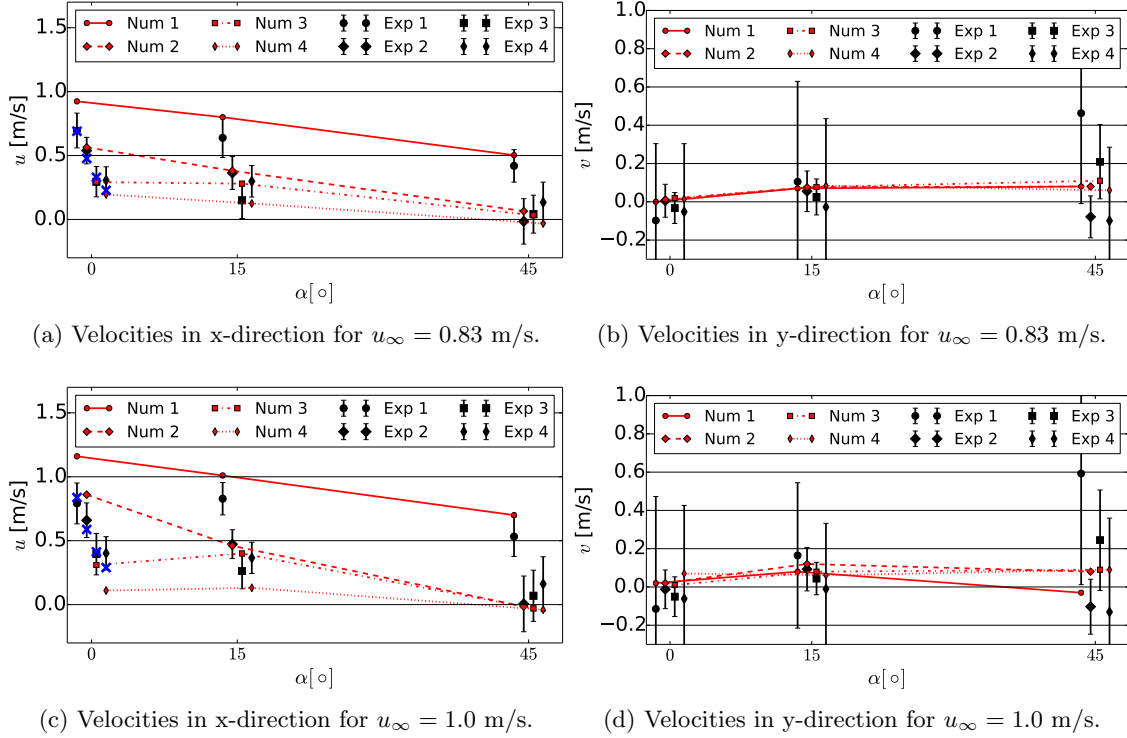 1.5
1.0
0.5
0.0
u [m/s]
Num 1 Num 3 Exp 1 Exp 3
Num 2 Num 4 Exp 2 Exp 4
0 15 45
α[∘]
(a) Velocities in x-direction for u∞ = 0.83 m/s.
1.0
0.8
0.6
0.4
0.2
0.0
−0.2
v [m/s]
Num 1 Num 3 Exp 1 Exp 3
Num 2 Num 4 Exp 2 Exp 4
0 15 45
α[∘]
(b) Velocities in y-direction for u∞ = 0.83 m/s.
1.5
1.0
0.5
0.0
u [m/s]
Num 1 Num 3 Exp 1 Exp 3
Num 2 Num 4 Exp 2 Exp 4
0 15 45
α[∘]
(c) Velocities in x-direction for u∞ = 1.0 m/s.
1.0
0.8
0.6
0.4
0.2
0.0
−0.2
v [m/s]
Num 1 Num 3 Exp 1 Exp 3
Num 2 Num 4 Exp 2 Exp 4
0 15 45
α[∘]
(d) Velocities in y-direction for u∞ = 1.0 m/s.